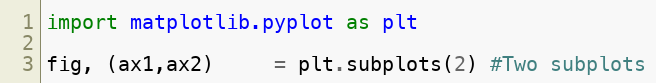 1 import matplotlib.pyplot as plt
2
3 fig, (ax1,ax2)     = plt.subplots(2) #Two subplots